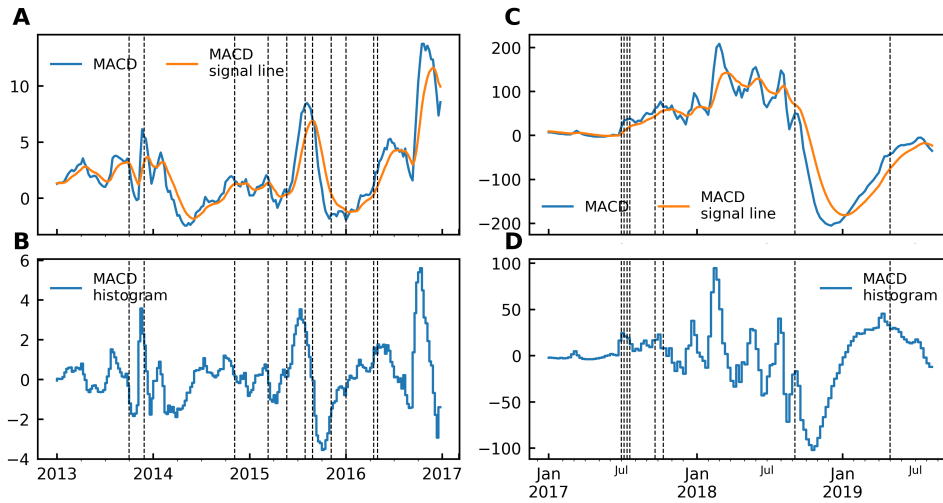 A
MACD
MACD
signal line
10
5
0
B
MACD
histogram
6
4
2
0
−2
−4
2013
2014
2015
2016
2017
C
200
100
0
−100
−200
MACD
MACD
signal line
D
MACD
histogram
100
50
0
−50
−100
Jan
2017
Jul
Jan
2018
Jul
Jan
2019
Jul